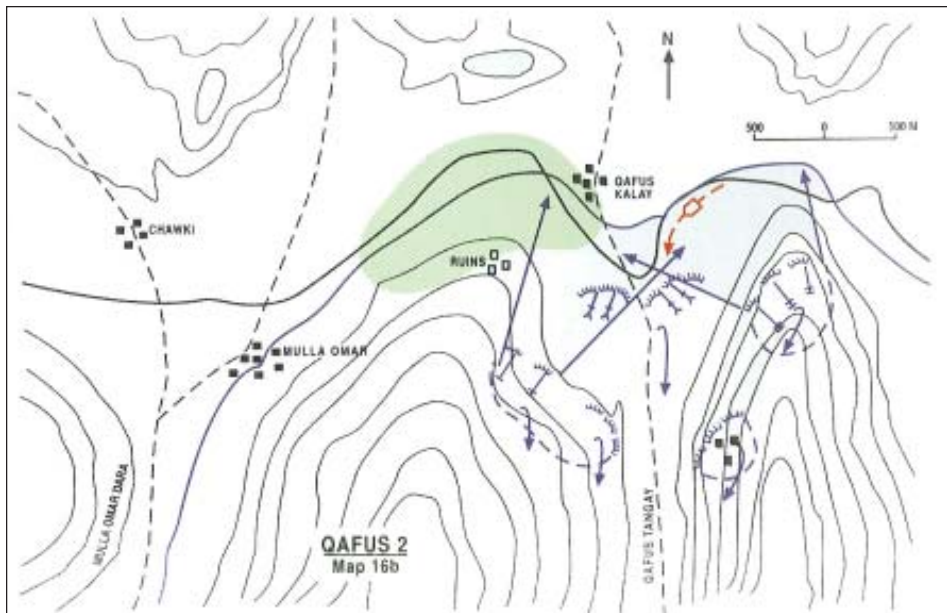 N
500 0 500 M
QAFUS
KALAY
CHAWKI
RUINS
MULLA OMAR
MULLA OMAR DARA
QAFUS TANGAY
QAFUS 2
Map 16b